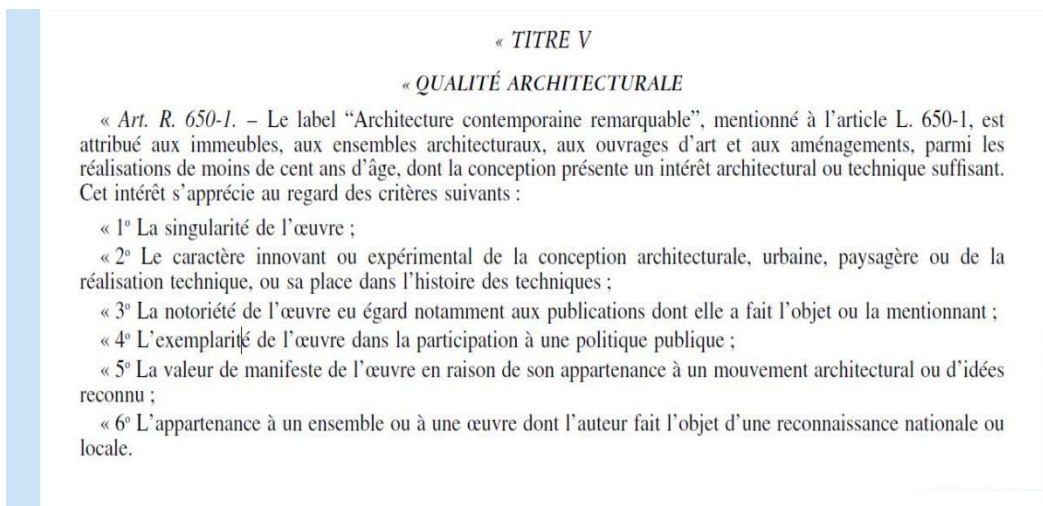 « TITRE V
« QUALITÉ ARCHITECTURALE
« Art. R. 650-1. – Le label “Architecture contemporaine remarquable”, mentionné à l’article L. 650-1, est
attribué aux immeubles, aux ensembles architecturaux, aux ouvrages d’art et aux aménagements, parmi les
réalisations de moins de cent ans d’âge, dont la conception présente un intérêt architectural ou technique suffisant.
Cet intérêt s’apprécie au regard des critères suivants :
« 1º La singularité de l’œuvre ;
« 2º Le caractère innovant ou expérimental de la conception architecturale, urbaine, paysagère ou de la
réalisation technique, ou sa place dans l’histoire des techniques ;
« 3º La notoriété de l’œuvre eu égard notamment aux publications dont elle a fait l’objet ou la mentionnant ;
« 4º L’exemplarité de l’œuvre dans la participation à une politique publique ;
« 5º La valeur de manifeste de l’œuvre en raison de son appartenance à un mouvement architectural ou d’idées
reconnu ;
« 6º L’appartenance à un ensemble ou à une œuvre dont l’auteur fait l’objet d’une reconnaissance nationale ou
locale.